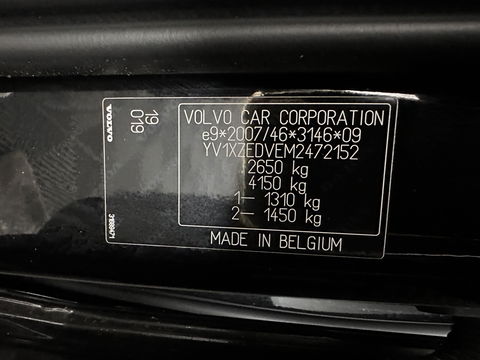 VOLVO CAR CORPORATION
e9*2007/46*3146*09
YV1XZEDVEM2472152
2650 kg
4150 kg
1— 1310 kg
2— 1450 kg
MADE IN BELGIUM
VOLVO
19
019